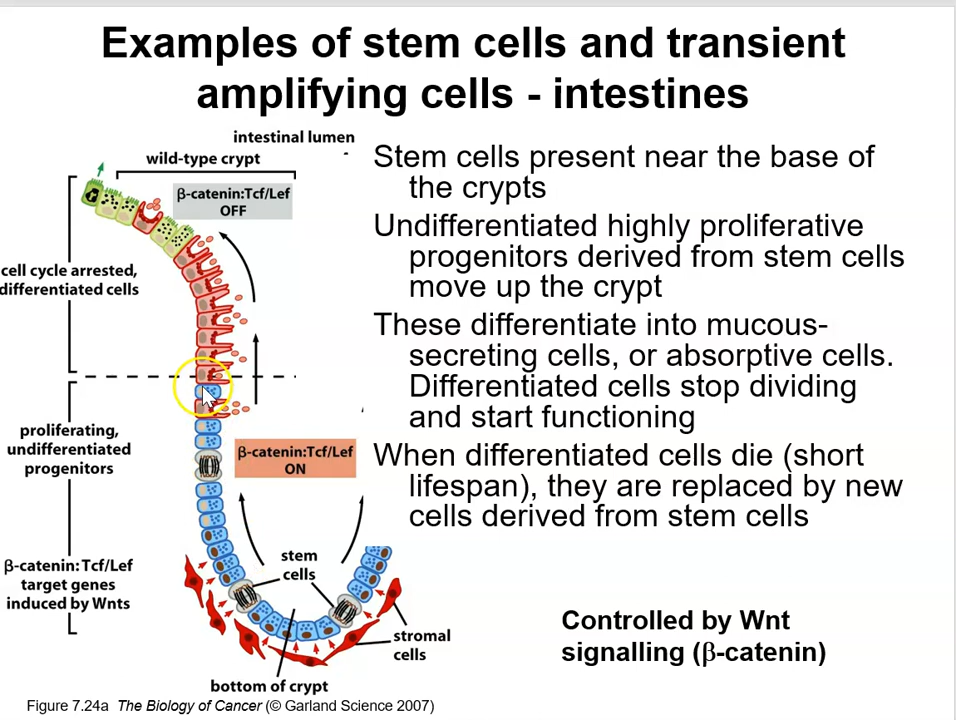 Examples of stem cells and transient
amplifying cells - intestines
intestinal lumen
wild-type crypt
β-catenin:Tcf/Lef
OFF
cell cycle arrested,
differentiated cells
proliferating,
undifferentiated
progenitors
β-catenin:Tcf/Lef
ON
β-catenin: Tcf/Lef
target genes
induced by Wnts
stem
cells
stromal
cells
bottom of crypt
Stem cells present near the base of
the crypts
Undifferentiated highly proliferative
progenitors derived from stem cells
move up the crypt
These differentiate into mucous-
secreting cells, or absorptive cells.
Differentiated cells stop dividing
and start functioning
When differentiated cells die (short
lifespan), they are replaced by new
cells derived from stem cells
Controlled by Wnt
signalling (β-catenin)
Figure 7.24a The Biology of Cancer (© Garland Science 2007)